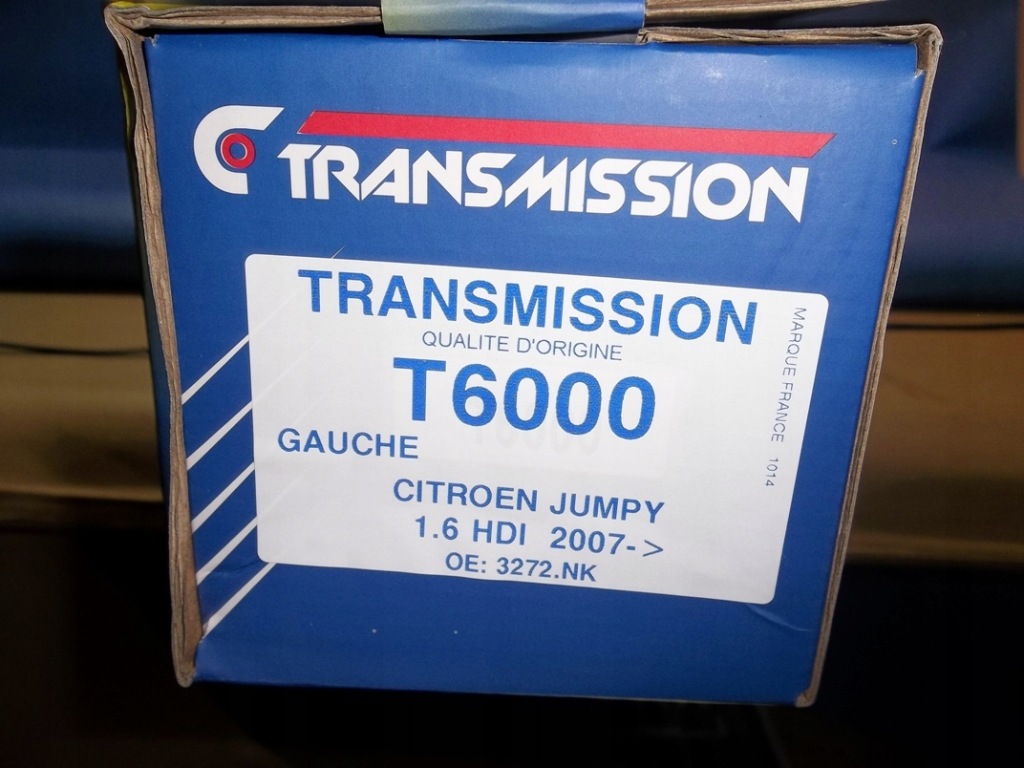 TRANSMISSION
TRANSMISSION
QUALITE D'ORIGINE
T6000
GAUCHE
CITROEN JUMPY
1.6 HDI 2007->
OE: 3272.NK
MARQUE FRANCE 1014